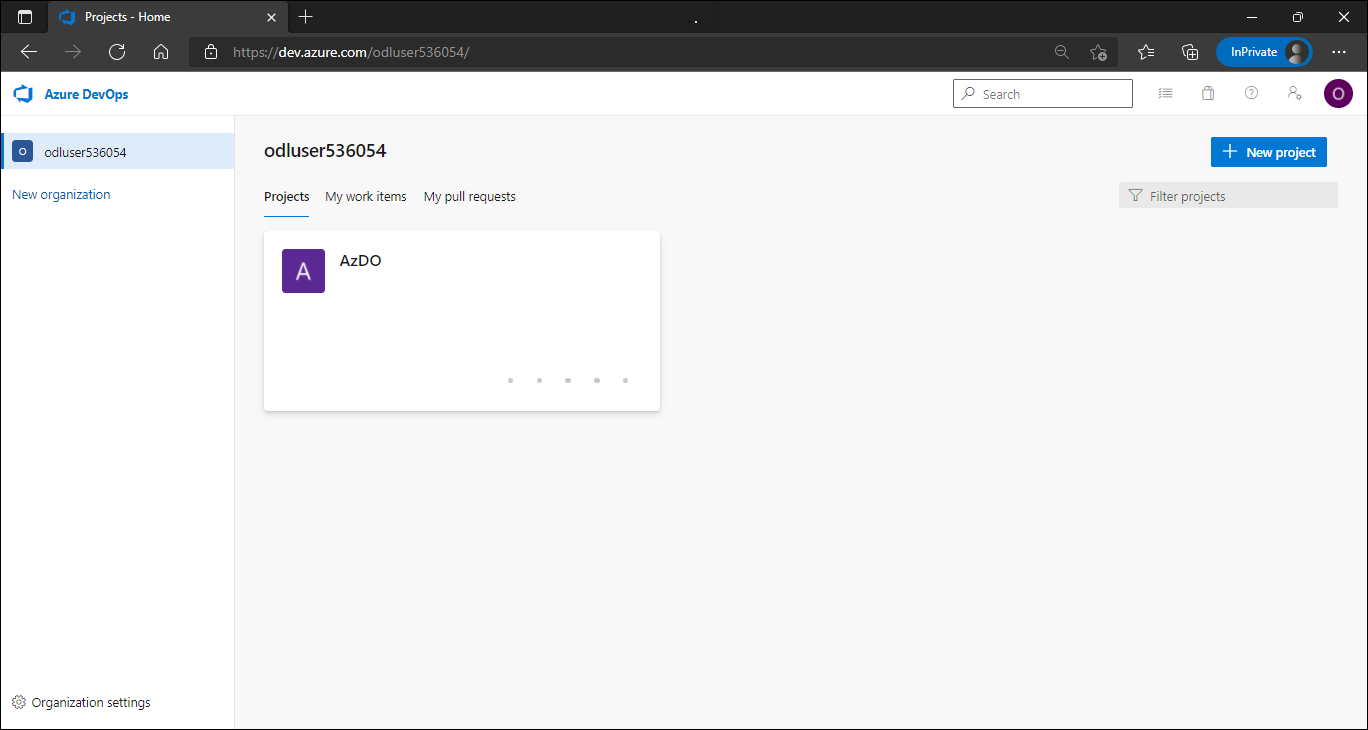 Projects - Home
https://dev.azure.com/odluser536054/
InPrivate
Azure DevOps
Search
O
O
odluser536054
New organization
odluser536054
New project
Projects
My work items
My pull requests
Filter projects
A
AzDO
Organization settings